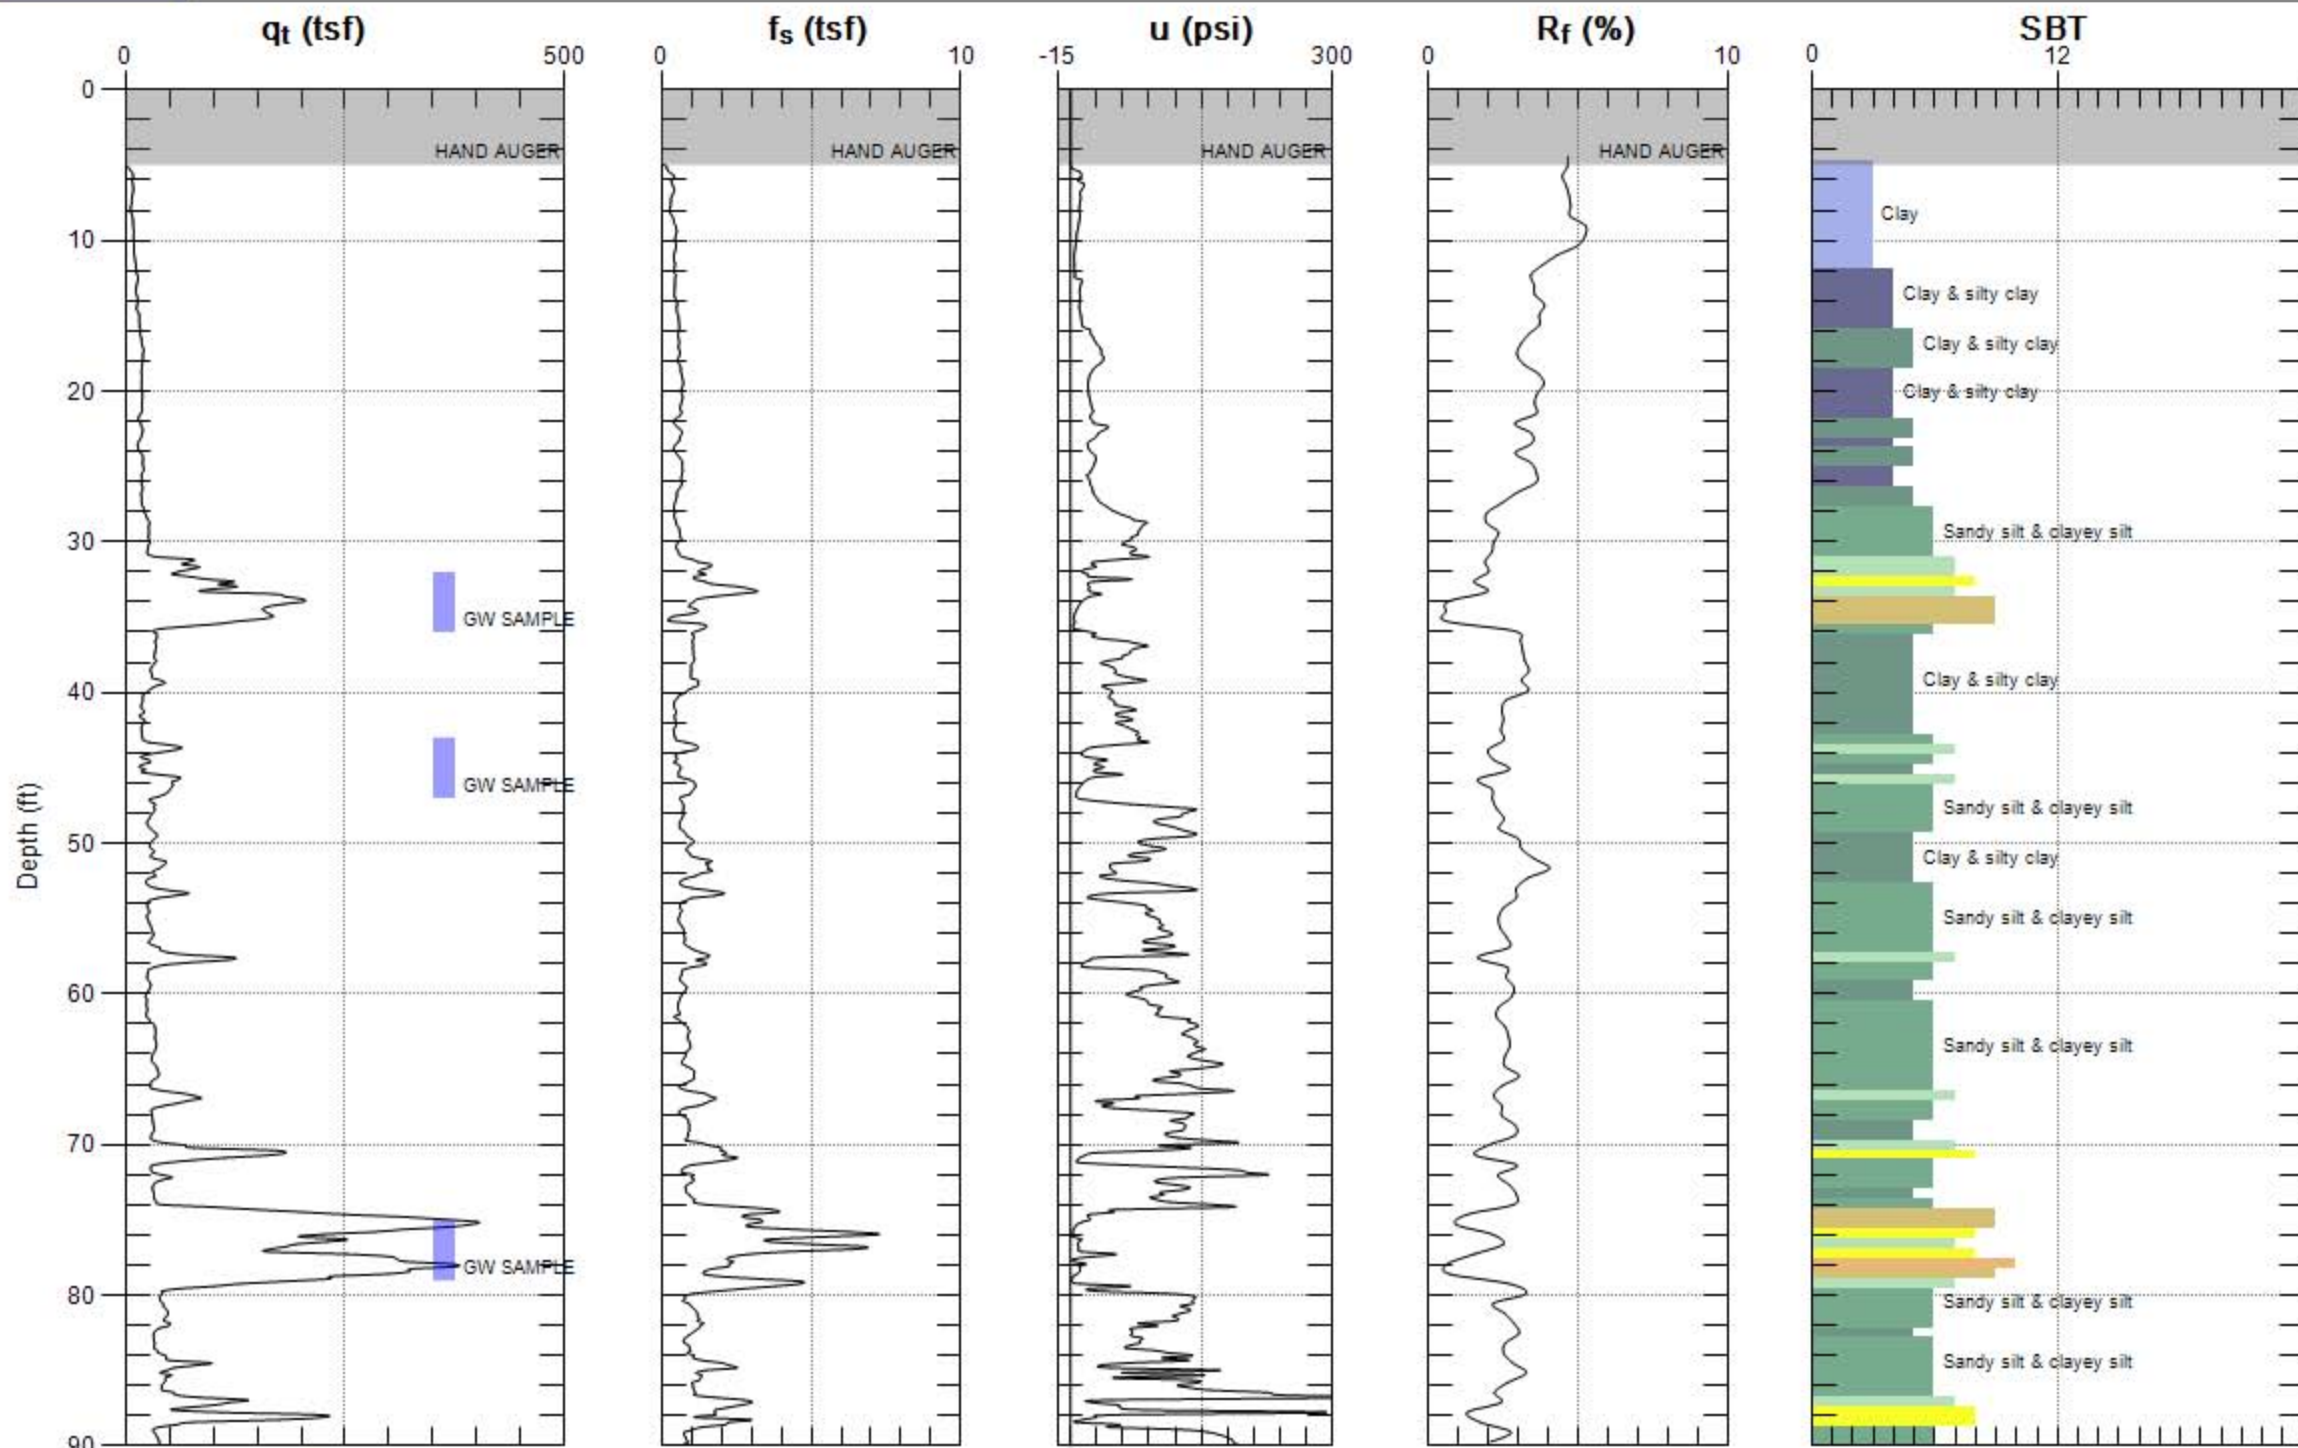 qt (tsf) fs (tsf) u (psi) Rf (%) SBT
0 500 0 10 -15 300 0 10 0 12
0
HAND AUGER HAND AUGER HAND AUGER HAND AUGER
Clay
10
Clay & silty clay
Clay & silty clay
20 Clay & silty clay
Sandy silt & clayey silt
30
GW SAMPLE
Clay & silty clay
40
GW SAMPLE
Sandy silt & clayey silt
50
Clay & silty clay
Depth (ft)
Sandy silt & clayey silt
60
Sandy silt & clayey silt
70
GW SAMPLE
80 Sandy silt & clayey silt
Sandy silt & clayey silt
90